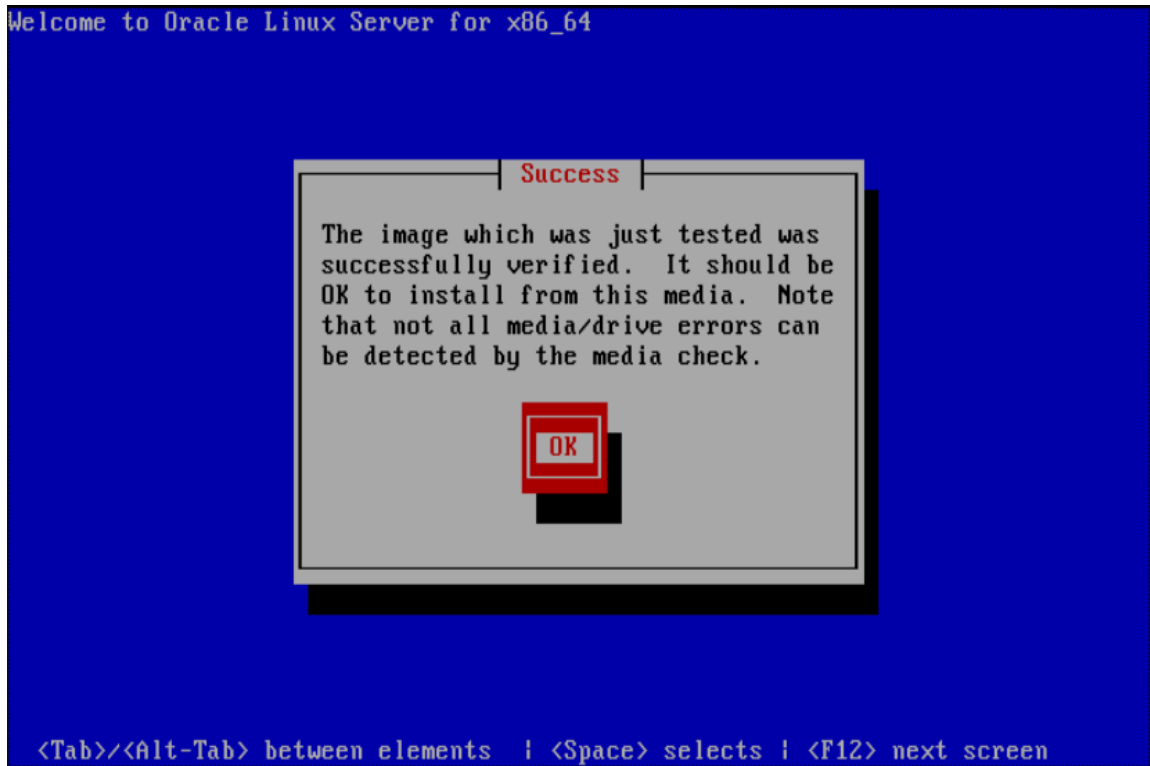 Welcome to Oracle Linux Server for x86_64
Success
The image which was just tested was
successfully verified.  It should be
OK to install from this media.  Note
that not all media/drive errors can
be detected by the media check.
OK
<Tab>/<Alt-Tab> between elements  | <Space> selects | <F12> next screen